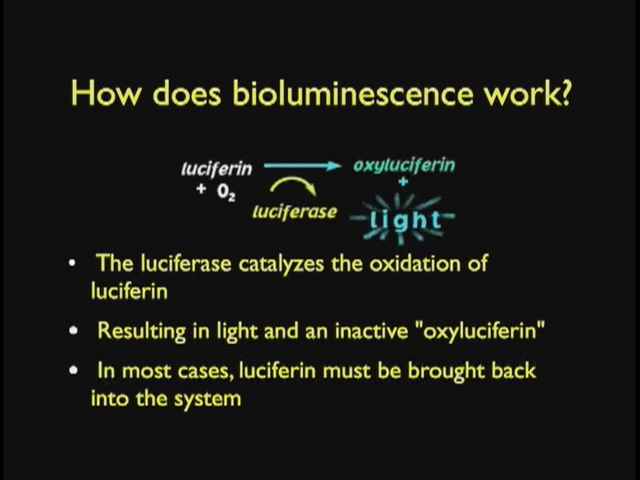 How does bioluminescence work?
luciferin → oxyluciferin
+ O₂ +
luciferase light
• The luciferase catalyzes the oxidation of
luciferin
• Resulting in light and an inactive "oxyluciferin"
• In most cases, luciferin must be brought back
into the system